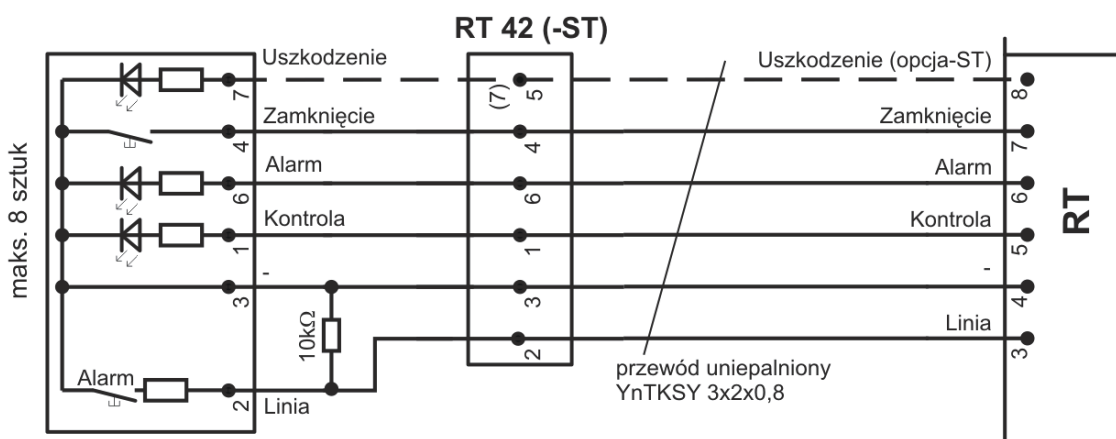 RT 42 (-ST)
Uszkodzenie
Uszkodzenie (opcja-ST)
7
(7)
5
8
Zamknięcie
Zamknięcie
4
4
7
Alarm
Alarm
6
6
6
Kontrola
Kontrola
1
1
5
-
-
3
3
4
Linia
10kΩ
2
3
Alarm
2
Linia
przewód uniepalniony
YnTKSY 3x2x0,8
maks. 8 sztuk
RT